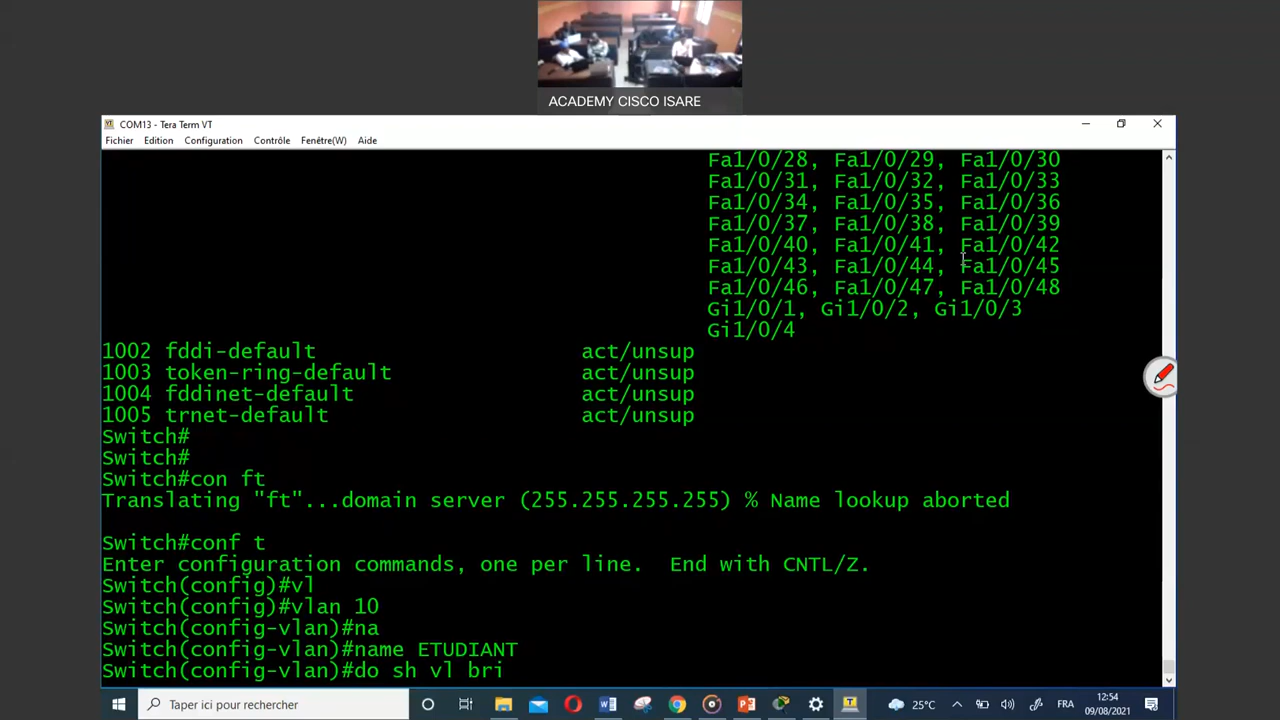 ACADEMY CISCO ISARE
COM13 - Tera Term VT
Fichier Edition Configuration Contrôle Fenêtre(W) Aide
Fa1/0/28, Fa1/0/29, Fa1/0/30
Fa1/0/31, Fa1/0/32, Fa1/0/33
Fa1/0/34, Fa1/0/35, Fa1/0/36
Fa1/0/37, Fa1/0/38, Fa1/0/39
Fa1/0/40, Fa1/0/41, Fa1/0/42
Fa1/0/43, Fa1/0/44, Fa1/0/45
Fa1/0/46, Fa1/0/47, Fa1/0/48
Gi1/0/1, Gi1/0/2, Gi1/0/3
Gi1/0/4
1002 fddi-default act/unsup
1003 token-ring-default act/unsup
1004 fddinet-default act/unsup
1005 trnet-default act/unsup
Switch#
Switch#
Switch#con ft
Translating "ft"...domain server (255.255.255.255) % Name lookup aborted
Switch#conf t
Enter configuration commands, one per line. End with CNTL/Z.
Switch(config)#vl
Switch(config)#vlan 10
Switch(config-vlan)#na
Switch(config-vlan)#name ETUDIANT
Switch(config-vlan)#do sh vl bri
Taper ici pour rechercher
25°C
FRA
12:54
09/08/2021